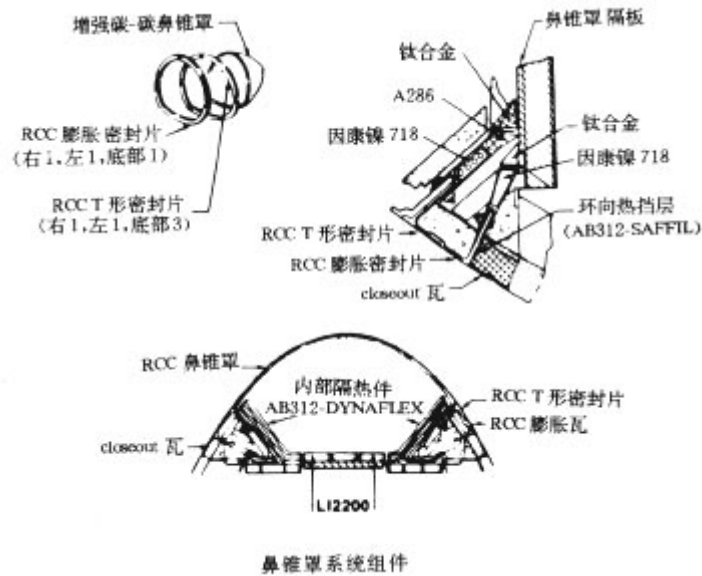 增强碳-碳鼻锥罩
RCC 膨胀密封片
(右1,左1,底部1)
RCC T 形密封片
(右1,左1,底部3)
鼻锥罩 隔板
钛合金
A286
因康镍 718
钛合金
因康镍 718
环向热挡层
(AB312-SAFFIL)
RCC T 形密封片
RCC 膨胀密封片
closeout 瓦
RCC 鼻锥罩
内部隔热件
AB312-DYNAFLEX
RCC T 形密封片
RCC 膨胀瓦
closeout 瓦
LI2200
鼻锥罩系统组件